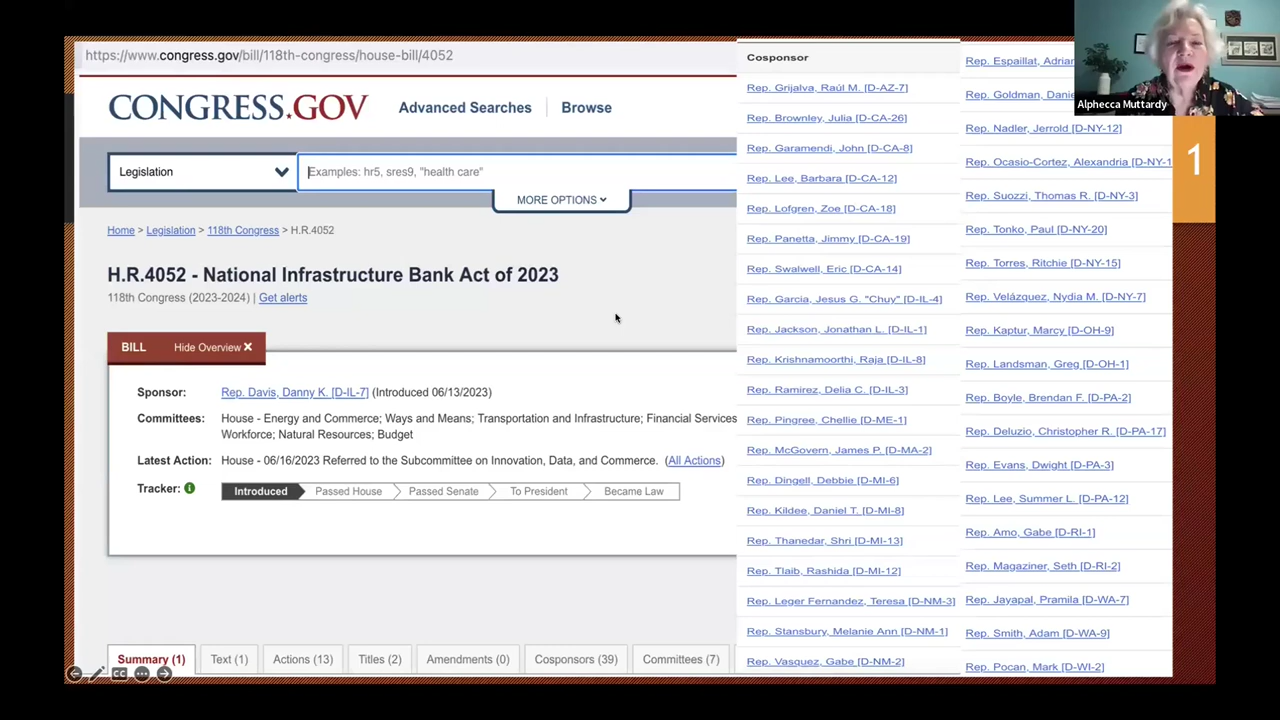 https://www.congress.gov/bill/118th-congress/house-bill/4052
CONGRESS.GOV
Advanced Searches
Browse
Legislation
Examples: hr5, sres9, "health care"
MORE OPTIONS
Home > Legislation > 118th Congress > H.R.4052
H.R.4052 - National Infrastructure Bank Act of 2023
118th Congress (2023-2024) | Get alerts
BILL
Hide Overview ✕
Sponsor: Rep. Davis, Danny K. [D-IL-7] (Introduced 06/13/2023)
Committees: House - Energy and Commerce; Ways and Means; Transportation and Infrastructure; Financial Services
Workforce; Natural Resources; Budget
Latest Action: House - 06/16/2023 Referred to the Subcommittee on Innovation, Data, and Commerce. (All Actions)
Tracker:
Introduced
Passed House
Passed Senate
To President
Became Law
Summary (1)
Text (1)
Actions (13)
Titles (2)
Amendments (0)
Cosponsors (39)
Committees (7)
Cosponsor
Rep. Grijalva, Raúl M. [D-AZ-7]
Rep. Brownley, Julia [D-CA-26]
Rep. Garamendi, John [D-CA-8]
Rep. Lee, Barbara [D-CA-12]
Rep. Lofgren, Zoe [D-CA-18]
Rep. Panetta, Jimmy [D-CA-19]
Rep. Swalwell, Eric [D-CA-14]
Rep. Garcia, Jesus G. "Chuy" [D-IL-4]
Rep. Jackson, Jonathan L. [D-IL-1]
Rep. Krishnamoorthi, Raja [D-IL-8]
Rep. Ramirez, Delia C. [D-IL-3]
Rep. Pingree, Chellie [D-ME-1]
Rep. McGovern, James P. [D-MA-2]
Rep. Dingell, Debbie [D-MI-6]
Rep. Kildee, Daniel T. [D-MI-8]
Rep. Thanedar, Shri [D-MI-13]
Rep. Tlaib, Rashida [D-MI-12]
Rep. Leger Fernandez, Teresa [D-NM-3]
Rep. Stansbury, Melanie Ann [D-NM-1]
Rep. Vasquez, Gabe [D-NM-2]
Rep. Espaillat, Adrian
Rep. Goldman, Danie
Rep. Nadler, Jerrold [D-NY-12]
Rep. Ocasio-Cortez, Alexandria [D-NY-1
Rep. Suozzi, Thomas R. [D-NY-3]
Rep. Tonko, Paul [D-NY-20]
Rep. Torres, Ritchie [D-NY-15]
Rep. Velázquez, Nydia M. [D-NY-7]
Rep. Kaptur, Marcy [D-OH-9]
Rep. Landsman, Greg [D-OH-1]
Rep. Boyle, Brendan F. [D-PA-2]
Rep. Deluzio, Christopher R. [D-PA-17]
Rep. Evans, Dwight [D-PA-3]
Rep. Lee, Summer L. [D-PA-12]
Rep. Amo, Gabe [D-RI-1]
Rep. Magaziner, Seth [D-RI-2]
Rep. Jayapal, Pramila [D-WA-7]
Rep. Smith, Adam [D-WA-9]
Rep. Pocan, Mark [D-WI-2]
Alphecca Muttardy
1
CC